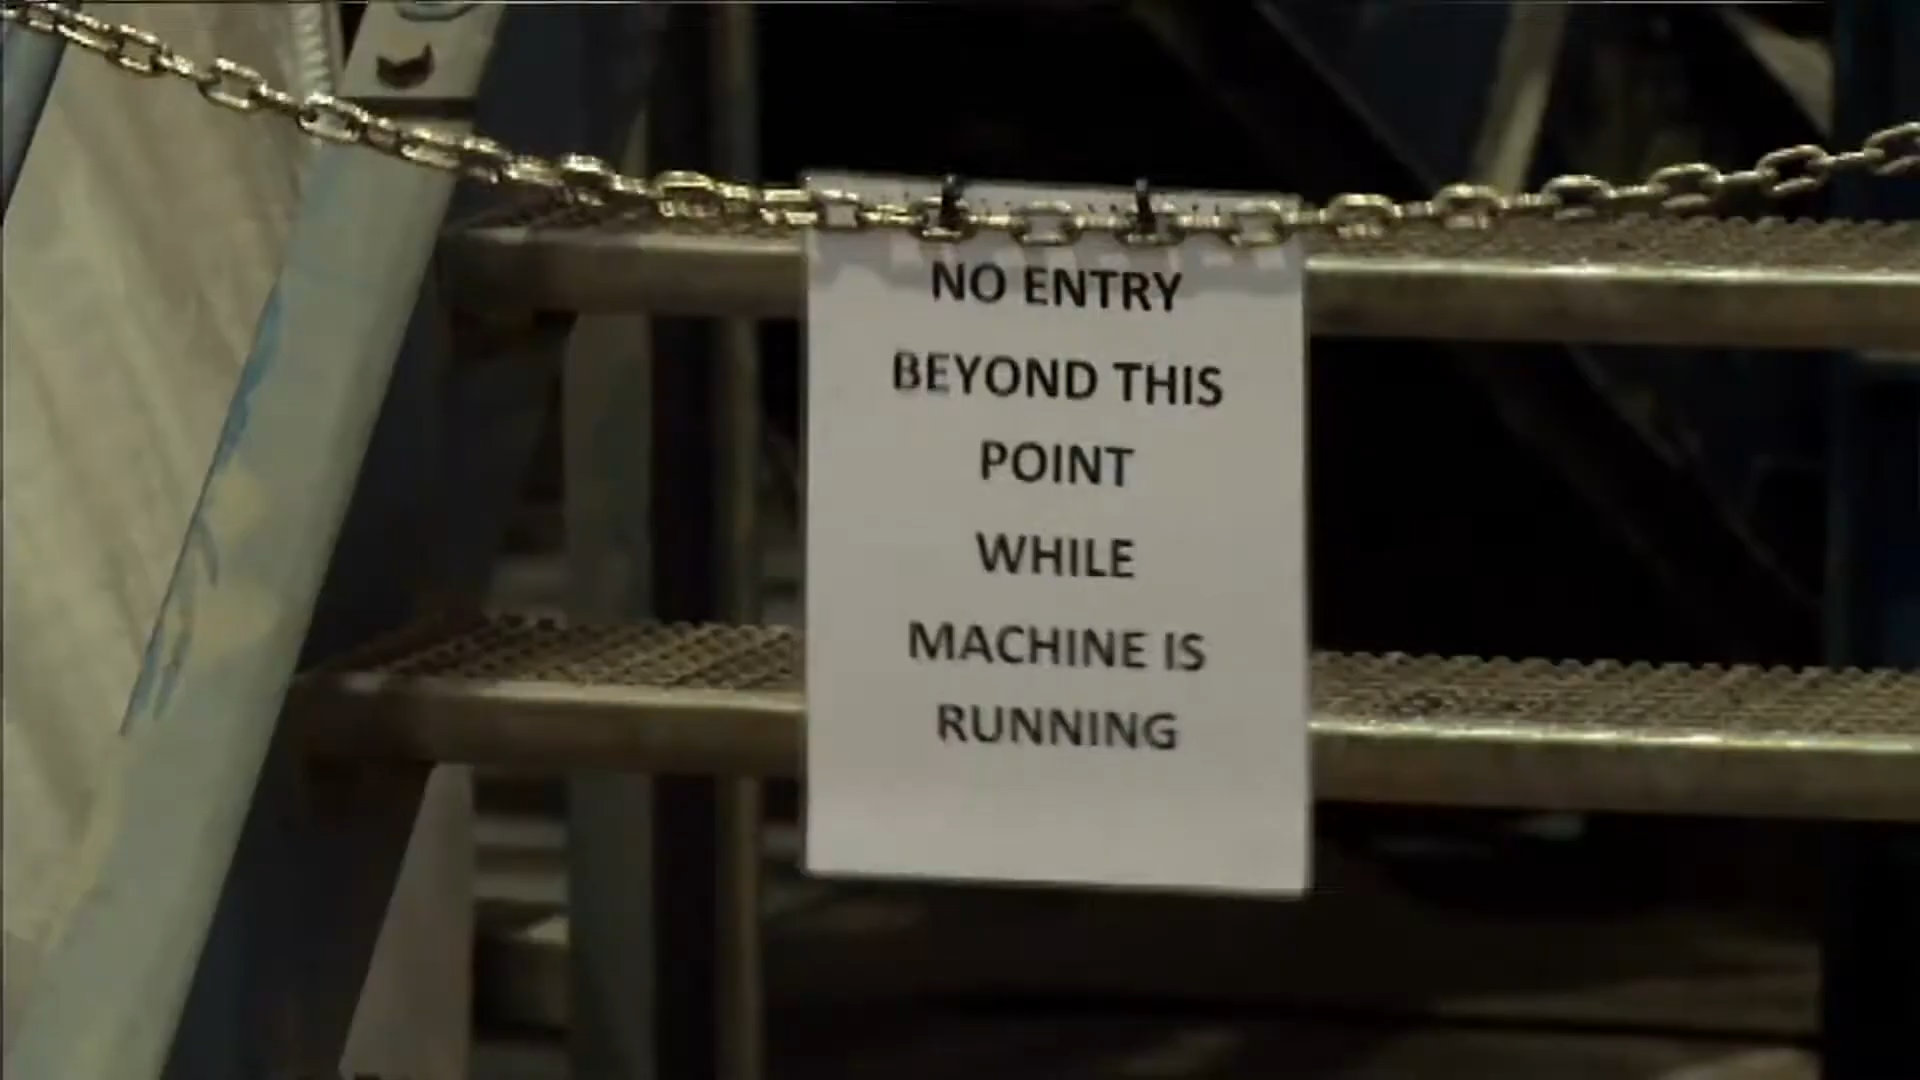 NO ENTRY
BEYOND THIS
POINT
WHILE
MACHINE IS
RUNNING